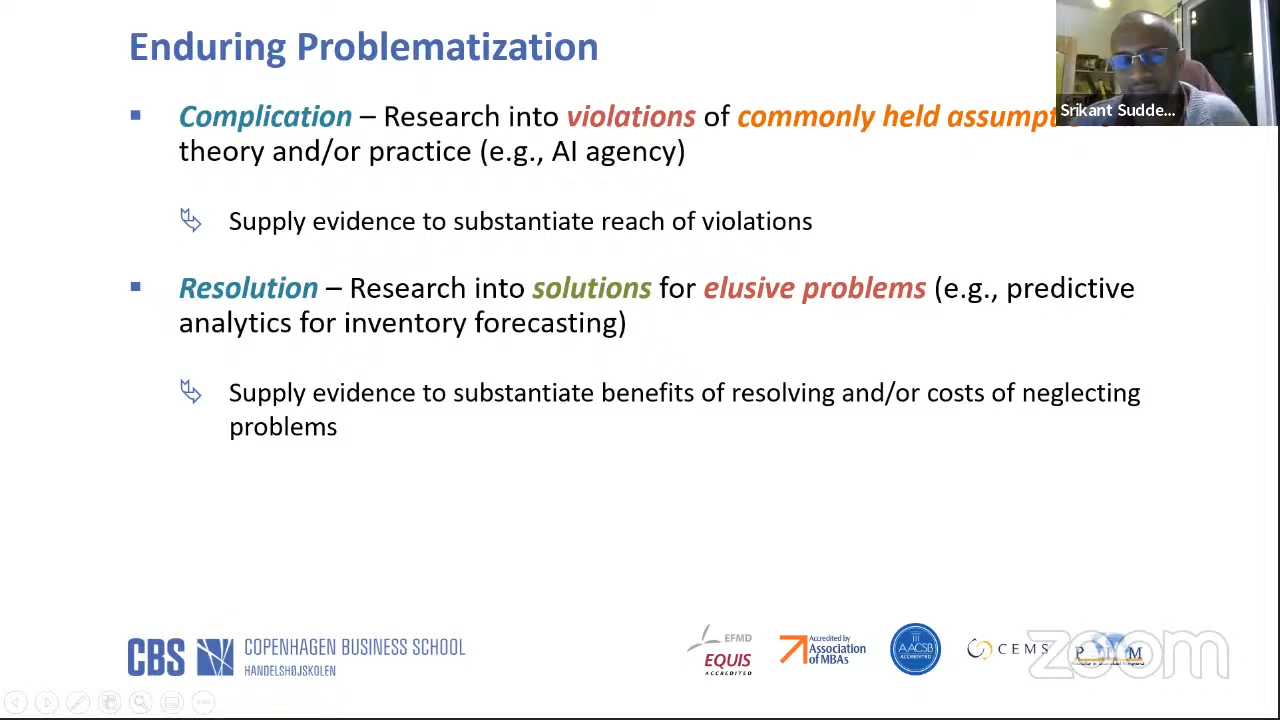 Enduring Problematization
Srikant Sudde...
Complication – Research into violations of commonly held
theory and/or practice (e.g., AI agency)
Supply evidence to substantiate reach of violations
Resolution – Research into solutions for elusive problems (e.g., predictive
analytics for inventory forecasting)
Supply evidence to substantiate benefits of resolving and/or costs of neglecting
problems
CBS COPENHAGEN BUSINESS SCHOOL
HANDELSHØJSKOLEN
EFMD
EQUIS
ACCREDITED
Accredited by
Association
of MBAs
AACSB
ACCREDITED
CEMS
zoom